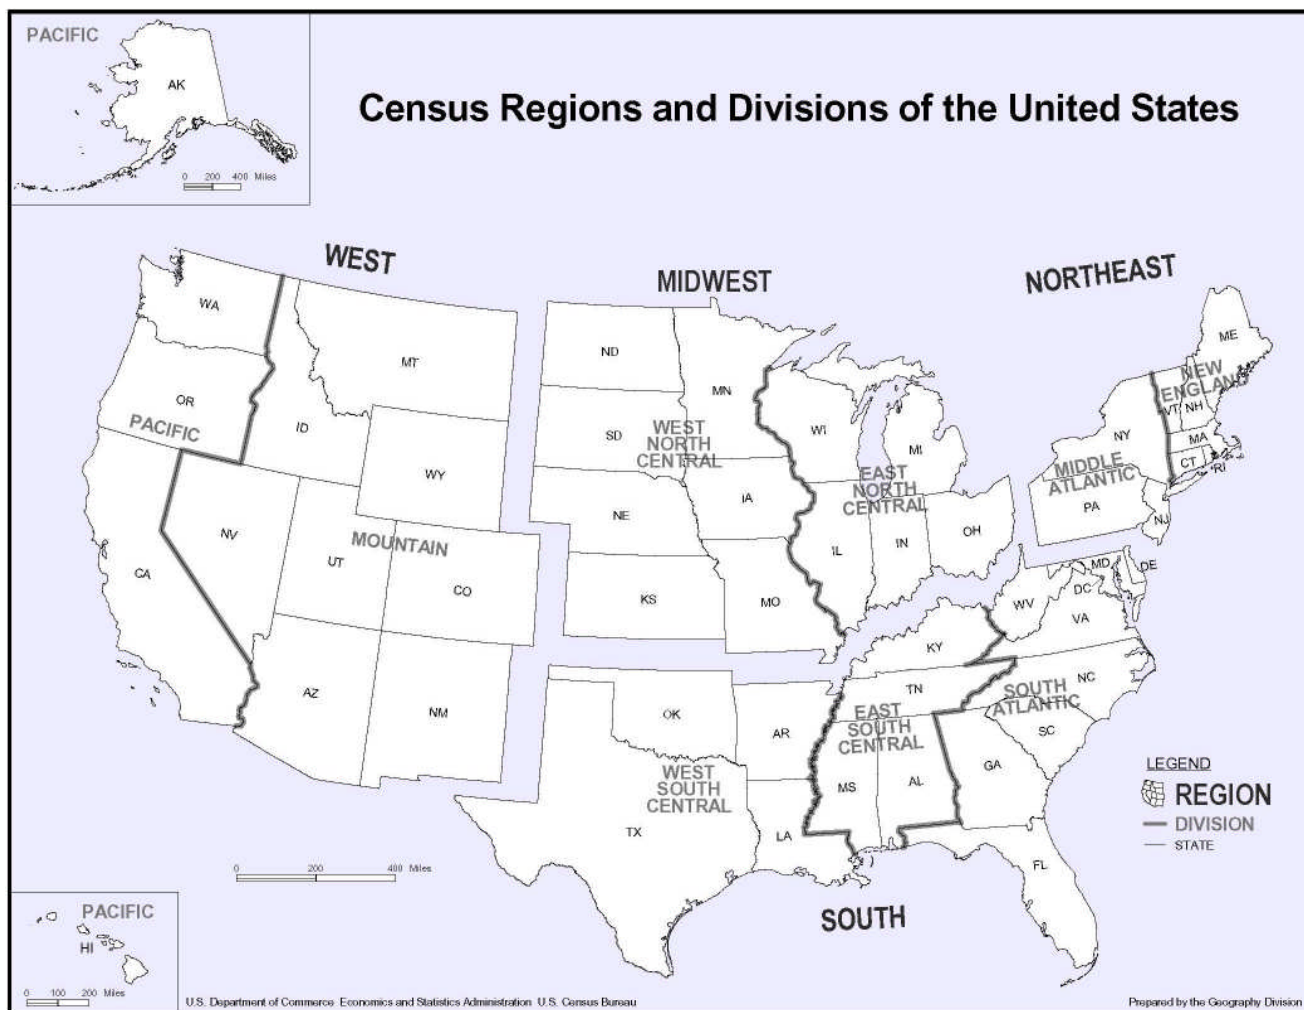 PACIFIC
AK
0 200 400 Miles
Census Regions and Divisions of the United States
WEST
MIDWEST
NORTHEAST
WA
MT
OR
ID
PACIFIC
WY
NV
UT
MOUNTAIN
CO
CA
AZ
NM
ND
MN
SD
WEST
NORTH
CENTRAL
IA
NE
KS
MO
WI
MI
EAST
NORTH
CENTRAL
IL
IN
OH
ME
NEW
ENGLAND
VT
NH
NY
MA
CT
RI
MIDDLE
ATLANTIC
PA
NJ
MD
DE
DC
WV
VA
KY
TN
NC
SOUTH
ATLANTIC
SC
EAST
SOUTH
CENTRAL
MS
AL
GA
FL
OK
AR
WEST
SOUTH
CENTRAL
TX
LA
SOUTH
LEGEND
REGION
DIVISION
STATE
0 200 400 Miles
PACIFIC
HI
0 100 200 Miles
U.S. Department of Commerce Economics and Statistics Administration U.S. Census Bureau
Prepared by the Geography Division